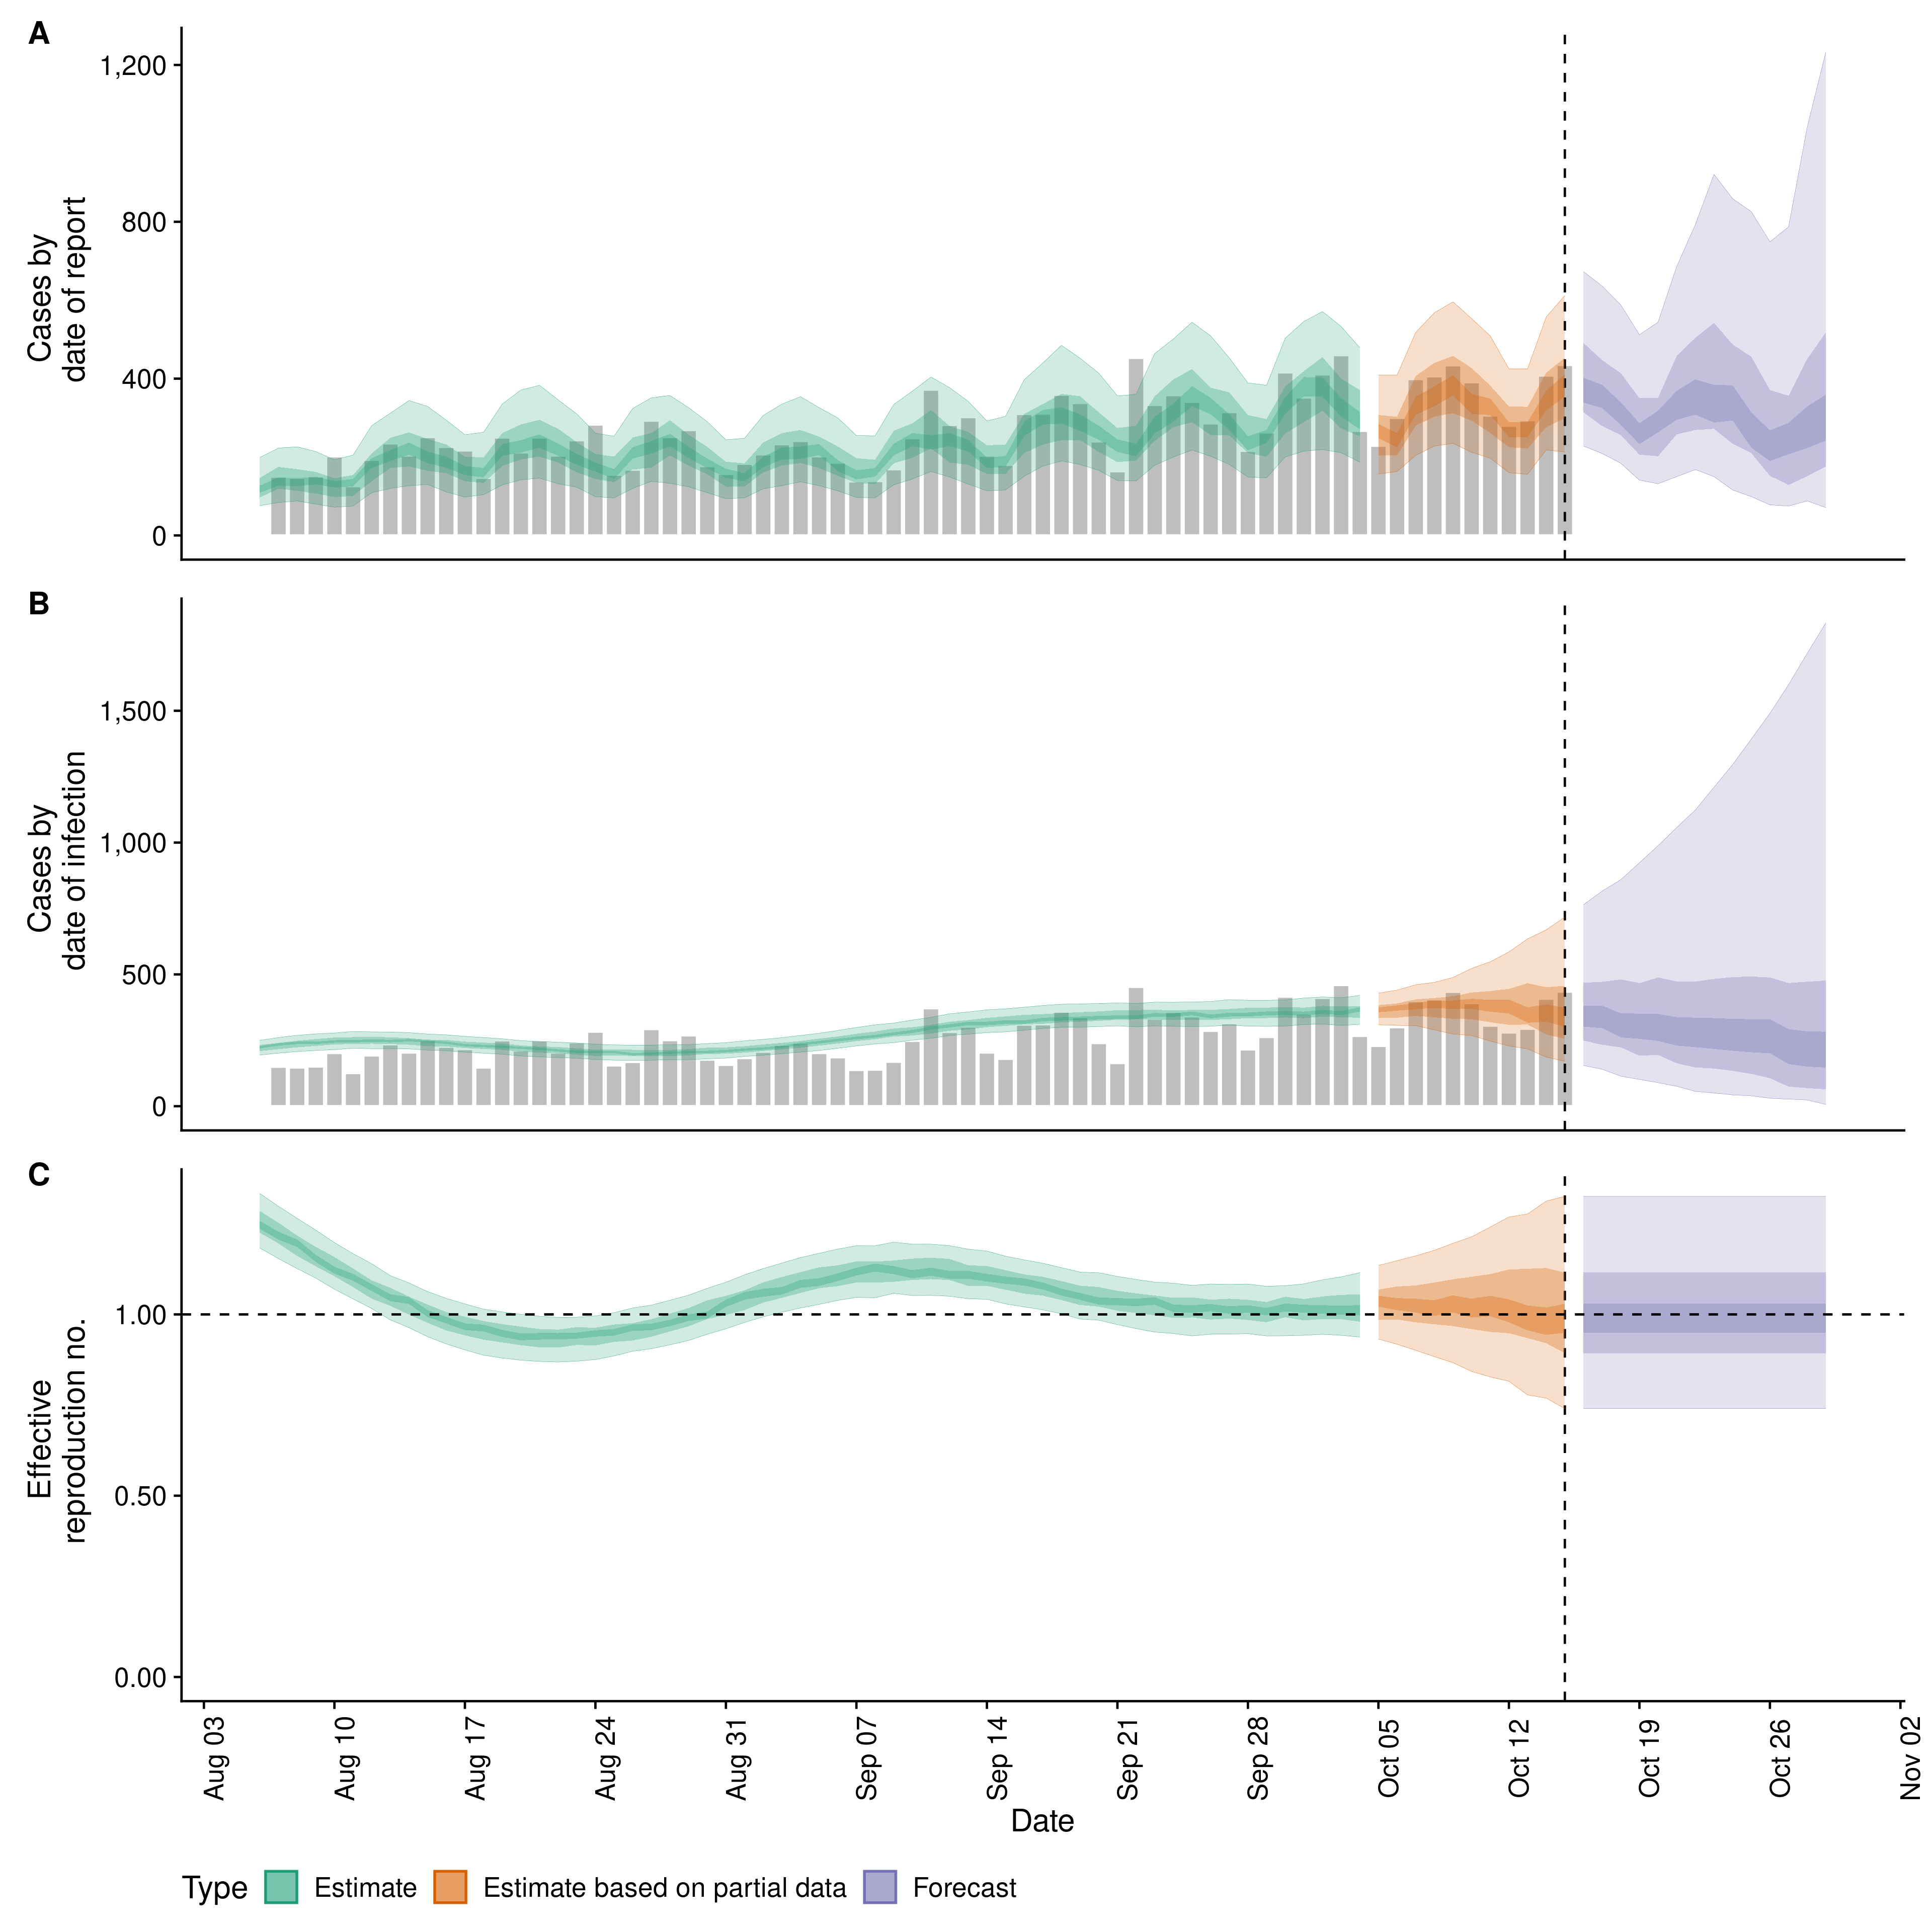 A
Cases by
date of report
1,200
800
400
0
B
Cases by
date of infection
1,500
1,000
500
0
C
Effective
reproduction no.
1.00
0.50
0.00
Aug 03
Aug 10
Aug 17
Aug 24
Aug 31
Sep 07
Sep 14
Sep 21
Sep 28
Oct 05
Oct 12
Oct 19
Oct 26
Nov 02
Date
Type Estimate Estimate based on partial data Forecast